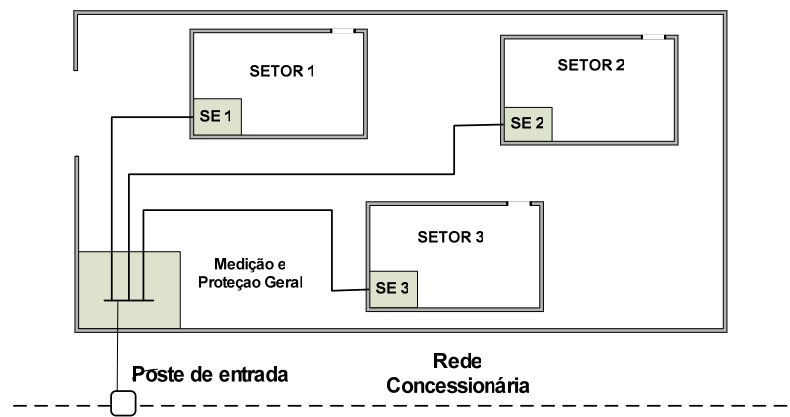 SETOR 1
SETOR 2
SE 1
SE 2
SETOR 3
Medição e
Proteçao Geral
SE 3
Poste de entrada
Rede
Concessionária